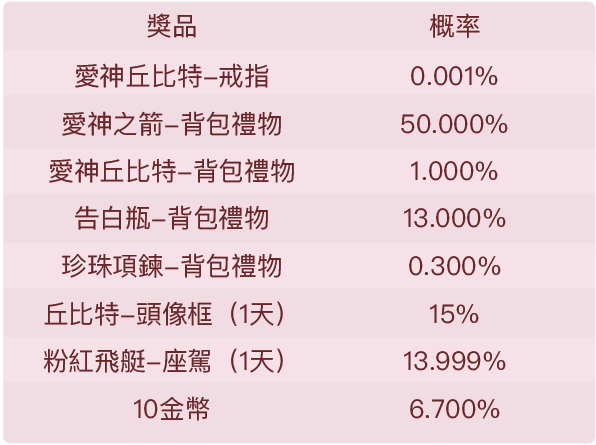 獎品 概率
愛神丘比特–戒指 0.001%
愛神之箭–背包禮物 50.000%
愛神丘比特–背包禮物 1.000%
告白瓶–背包禮物 13.000%
珍珠項鍊–背包禮物 0.300%
丘比特–頭像框（1天） 15%
粉紅飛艇–座駕（1天） 13.999%
10金幣 6.700%